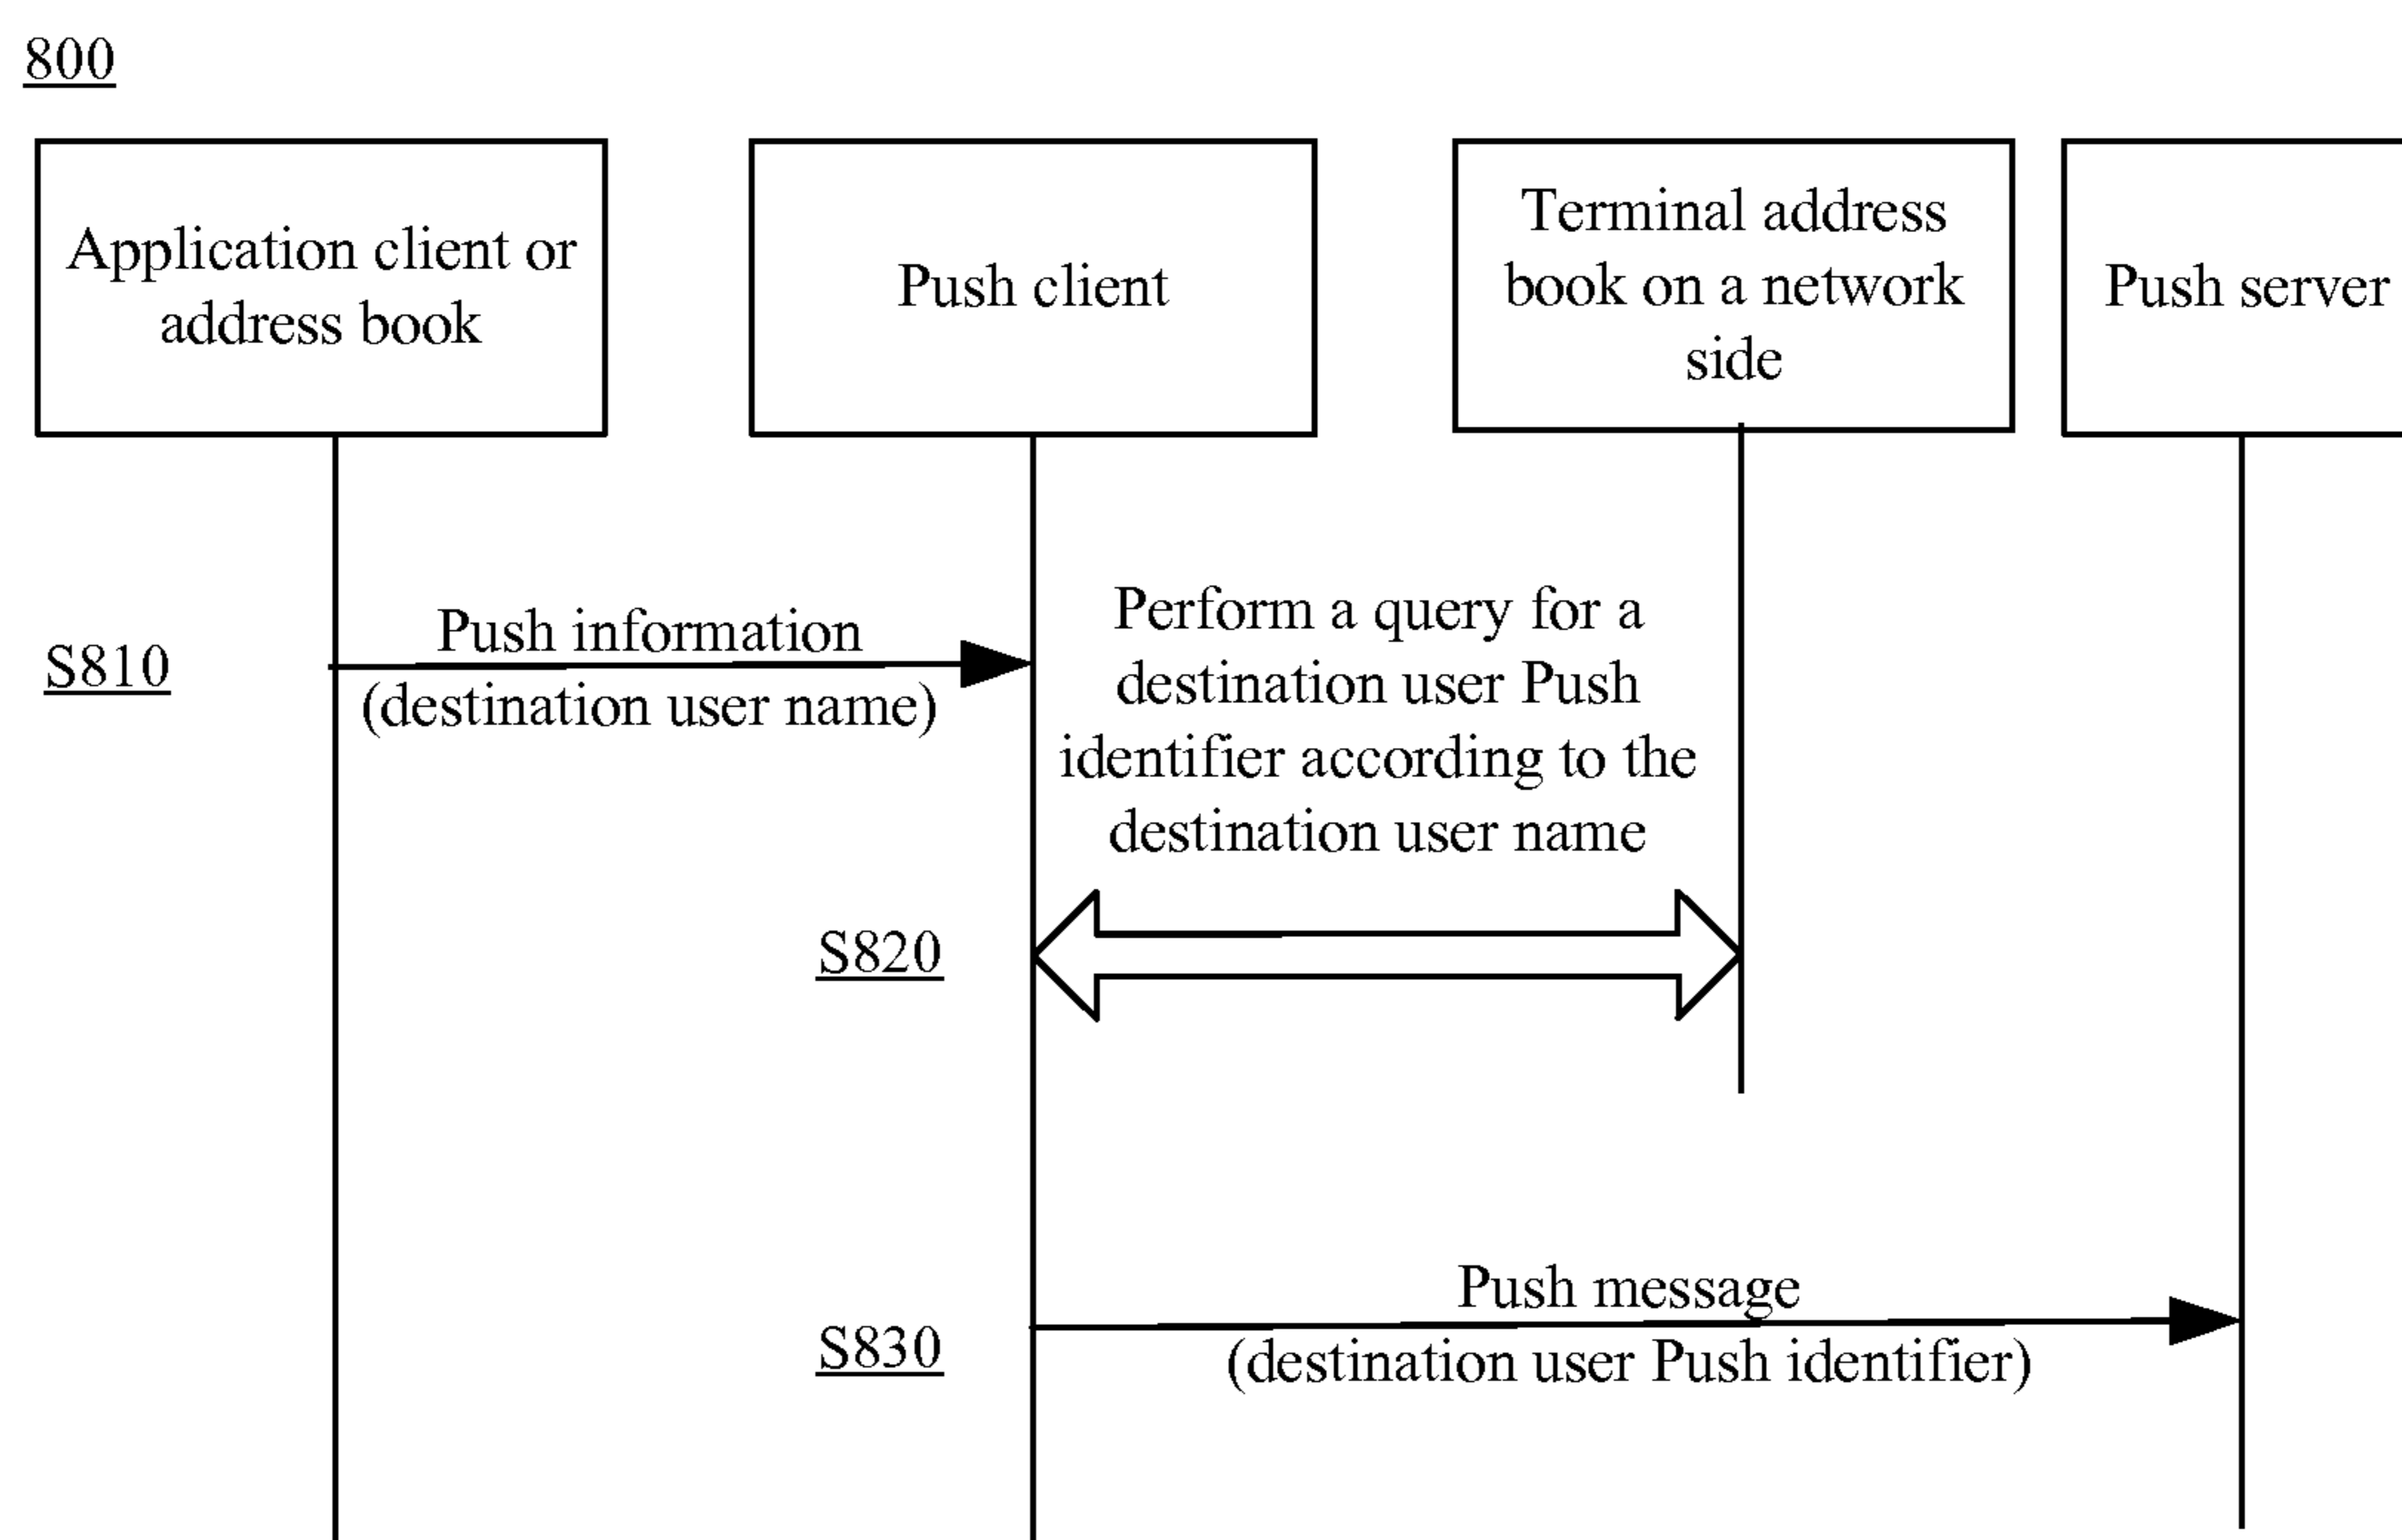 800
Application client or
address book
Push client
Terminal address
book on a network
side
Push server
S810
Push information
(destination user name)
Perform a query for a
destination user Push
identifier according to the
destination user name
S820
S830
Push message
(destination user Push identifier)